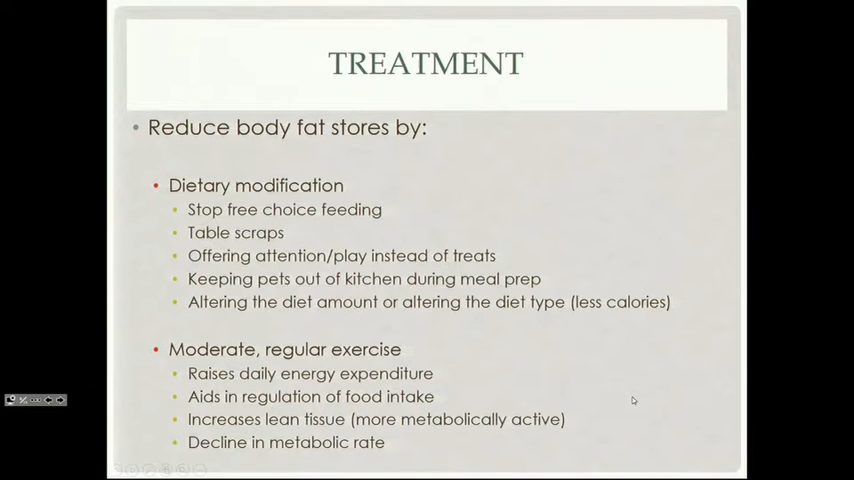 TREATMENT
• Reduce body fat stores by:
• Dietary modification
• Stop free choice feeding
• Table scraps
• Offering attention/play instead of treats
• Keeping pets out of kitchen during meal prep
• Altering the diet amount or altering the diet type (less calories)
• Moderate, regular exercise
• Raises daily energy expenditure
• Aids in regulation of food intake
• Increases lean tissue (more metabolically active)
• Decline in metabolic rate